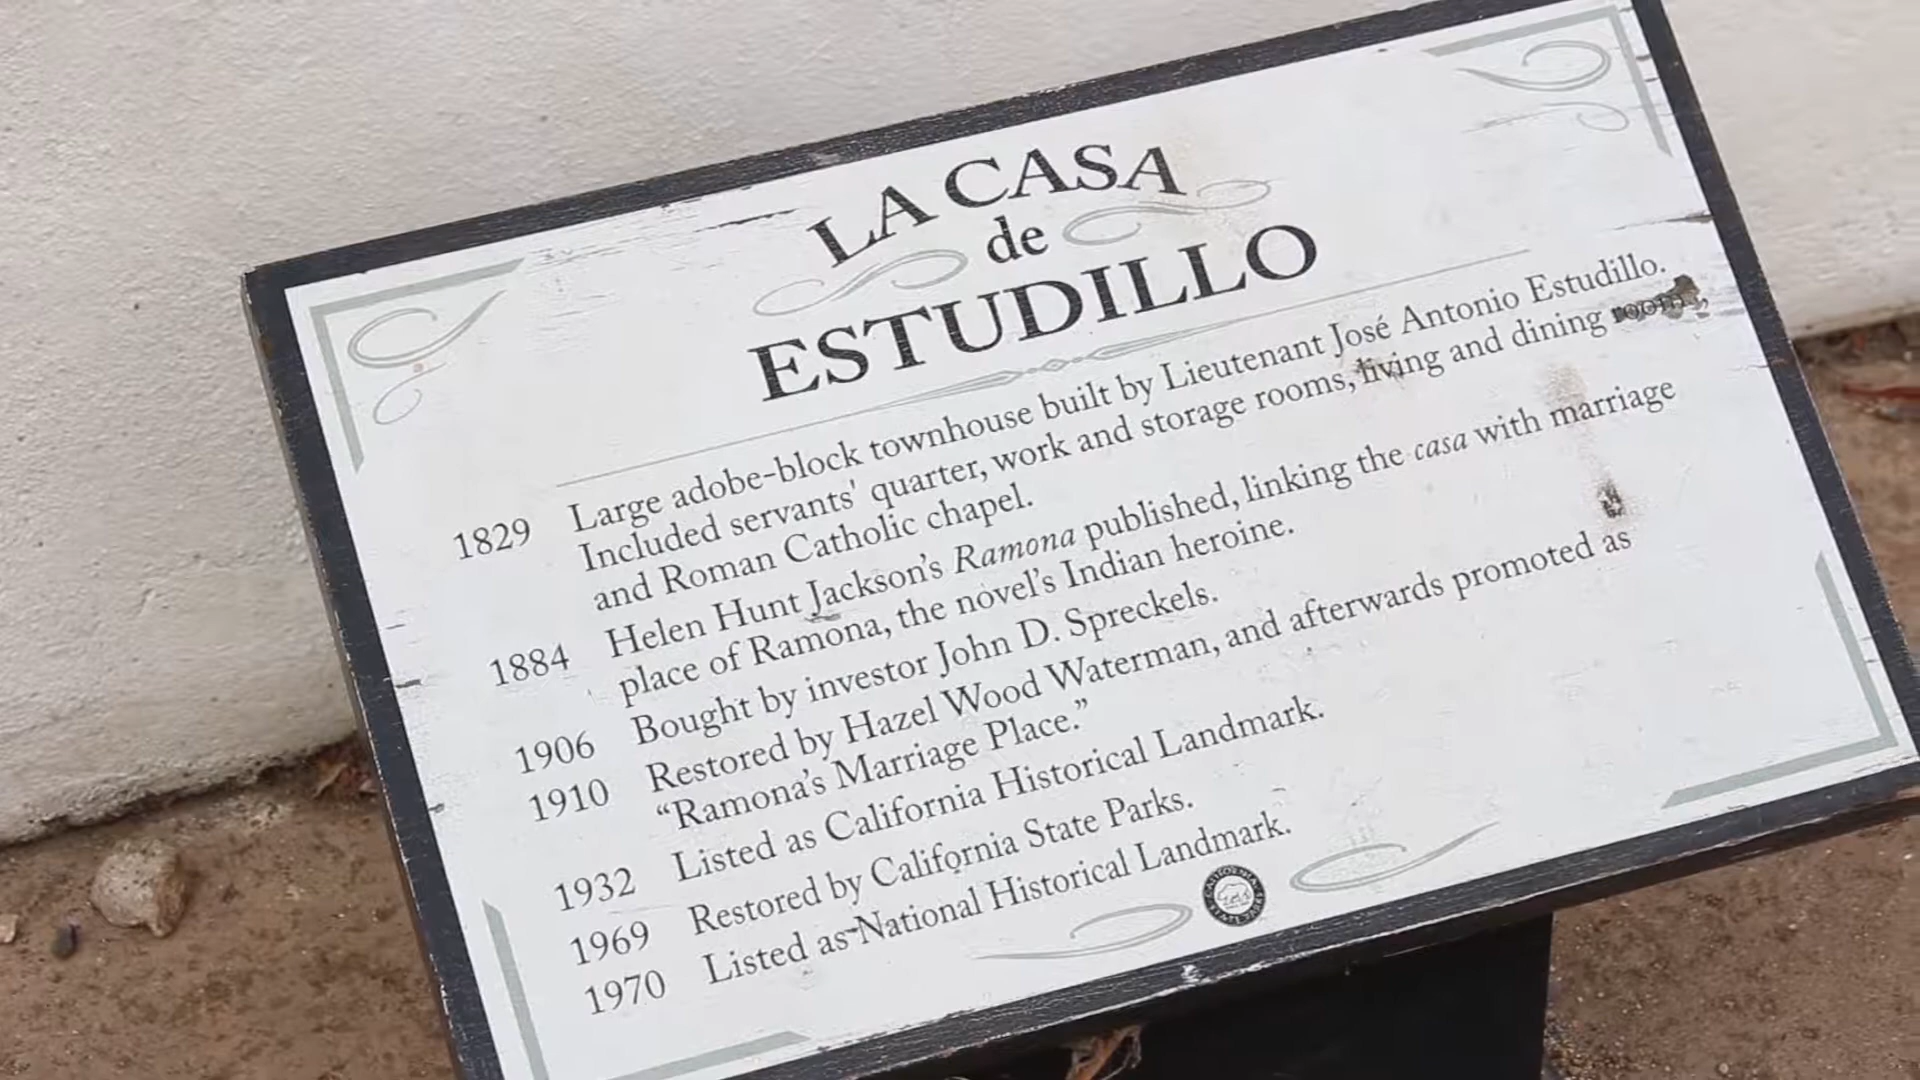 LA CASA
de
ESTUDILLO
1829 Large adobe-block townhouse built by Lieutenant José Antonio Estudillo.
Included servants' quarter, work and storage rooms, living and dining rooms,
and Roman Catholic chapel.
1884 Helen Hunt Jackson's Ramona published, linking the casa with marriage
place of Ramona, the novel's Indian heroine.
1906 Bought by investor John D. Spreckels.
1910 Restored by Hazel Wood Waterman, and afterwards promoted as
“Ramona's Marriage Place.”
1932 Listed as California Historical Landmark.
1969 Restored by California State Parks.
1970 Listed as National Historical Landmark.
CALIFORNIA
STATE PARKS